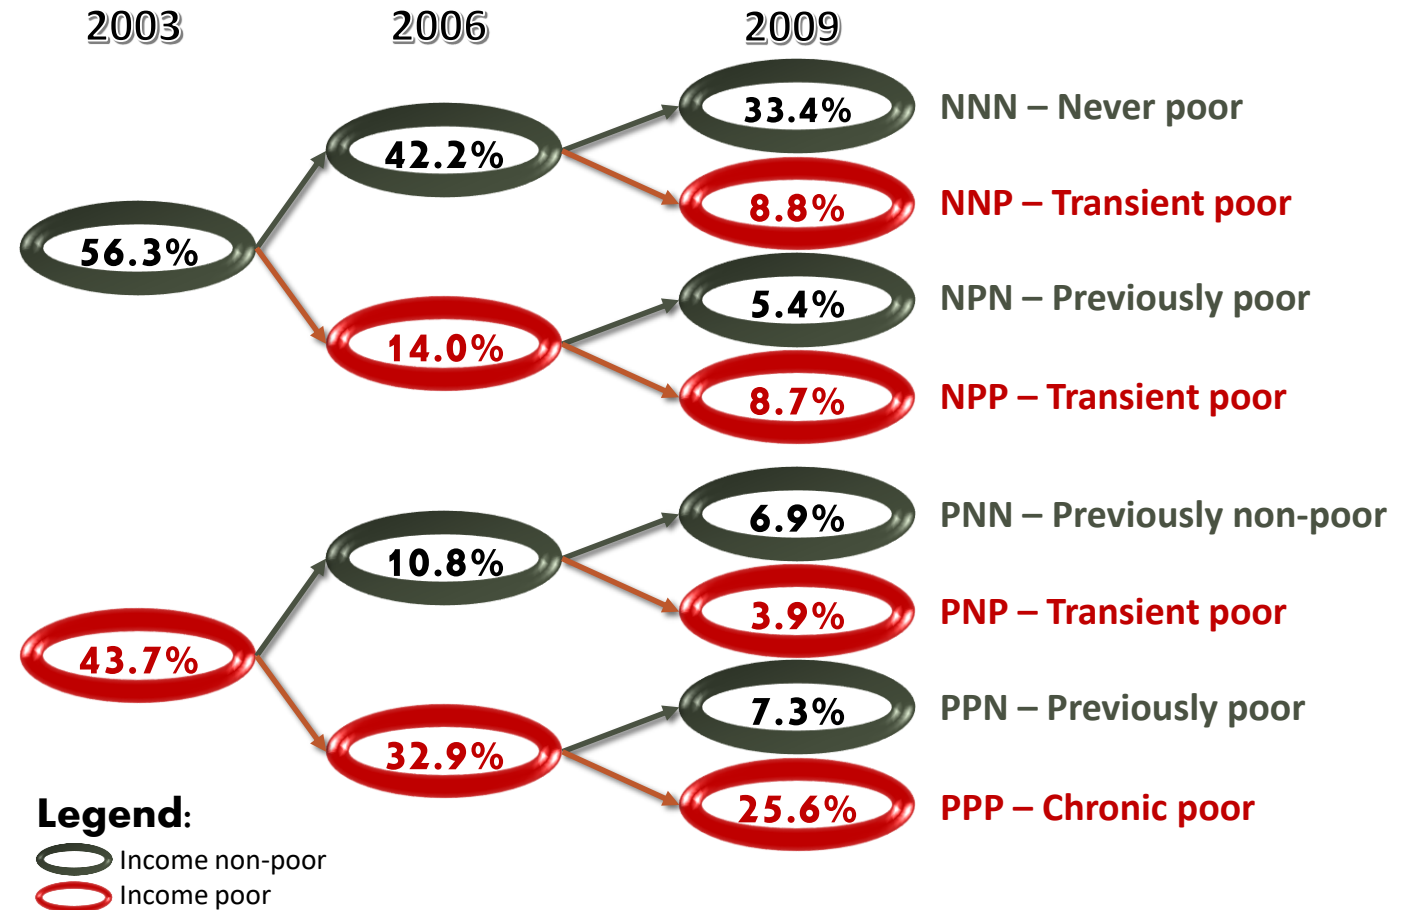 2003 2006 2009
33.4% NNN – Never poor
42.2%
8.8% NNP – Transient poor
56.3%
5.4% NPN – Previously poor
14.0%
8.7% NPP – Transient poor
6.9% PNN – Previously non-poor
10.8%
3.9% PNP – Transient poor
43.7%
7.3% PPN – Previously poor
32.9%
25.6% PPP – Chronic poor
Legend:
Income non-poor
Income poor